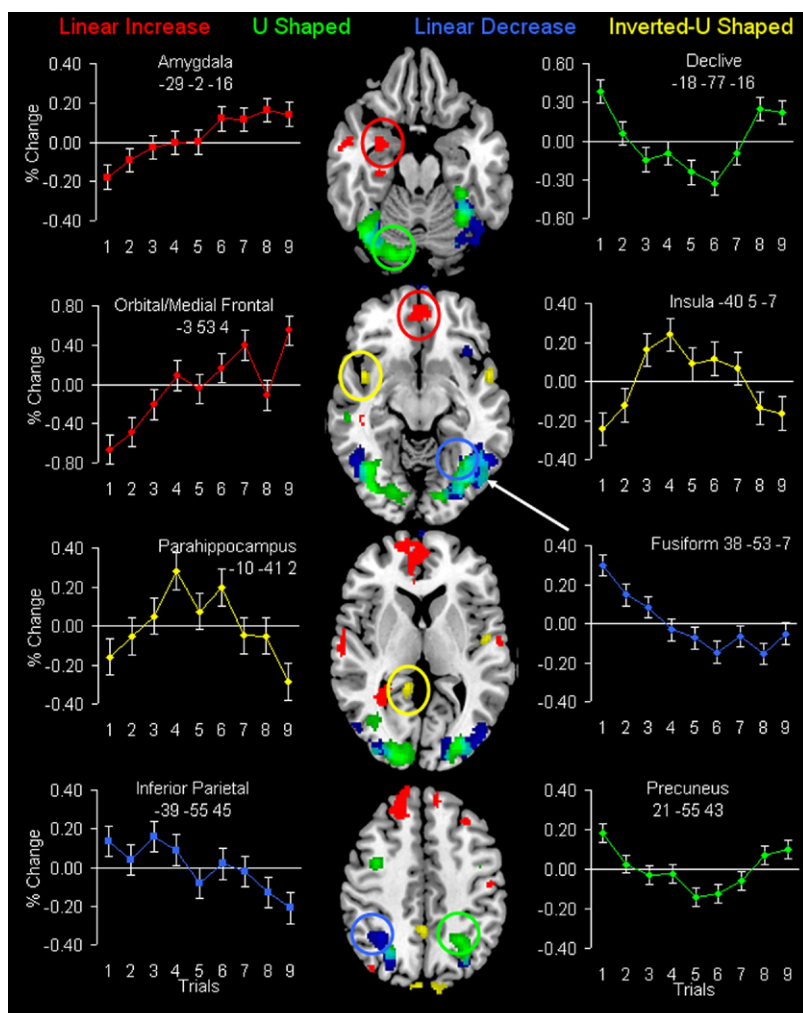 Linear Increase U Shaped Linear Decrease Inverted-U Shaped
Amygdala
-29 -2 -16
% Change
0.40
0.20
0.00
-0.20
-0.40
1 2 3 4 5 6 7 8 9
Declive
-18 -77 -16
0.60
0.30
0.00
-0.30
-0.60
1 2 3 4 5 6 7 8 9
Orbital/Medial Frontal
-3 53 4
% Change
0.80
0.40
0.00
-0.40
-0.80
1 2 3 4 5 6 7 8 9
Insula -40 5 -7
0.40
0.20
0.00
-0.20
-0.40
1 2 3 4 5 6 7 8 9
Parahippocampus
-10 -41 2
% Change
0.40
0.20
0.00
-0.20
-0.40
1 2 3 4 5 6 7 8 9
Fusiform 38 -53 -7
0.40
0.20
0.00
-0.20
-0.40
1 2 3 4 5 6 7 8 9
Inferior Parietal
-39 -55 45
% Change
0.40
0.20
0.00
-0.20
-0.40
1 2 3 4 5 6 7 8 9
Trials
Precuneus
21 -55 43
0.40
0.20
0.00
-0.20
-0.40
1 2 3 4 5 6 7 8 9
Trials